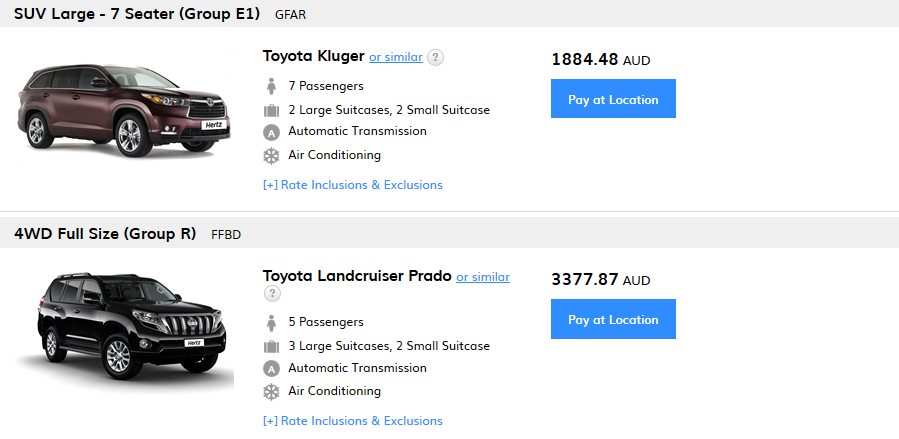 SUV Large - 7 Seater (Group E1) GFAR
Toyota Kluger or similar ?
1884.48 AUD
7 Passengers
Pay at Location
2 Large Suitcases, 2 Small Suitcase
A Automatic Transmission
Air Conditioning
[+] Rate Inclusions & Exclusions
Hertz
4WD Full Size (Group R) FFBD
Toyota Landcruiser Prado or similar
?
3377.87 AUD
5 Passengers
Pay at Location
3 Large Suitcases, 2 Small Suitcase
A Automatic Transmission
Air Conditioning
[+] Rate Inclusions & Exclusions
Hertz